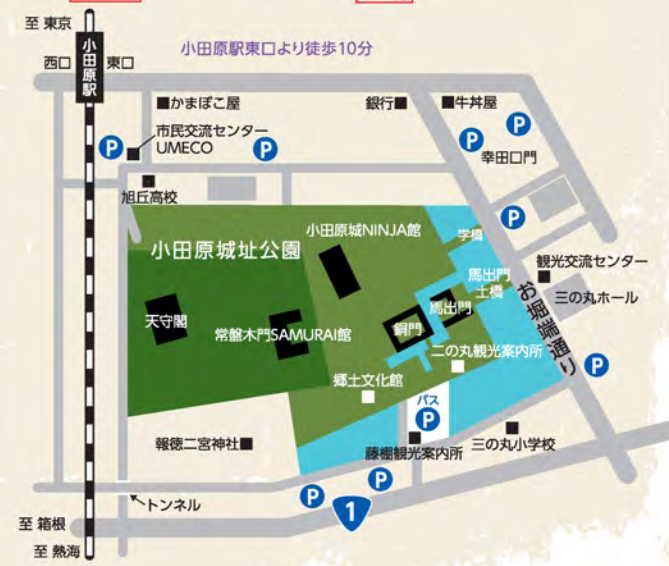 至 東京
小田原駅
西口
東口
小田原駅東口より徒歩10分
かまぼこ屋
銀行
牛丼屋
P
P
P
市民交流センター
UMECO
P
幸田口門
旭丘高校
P
小田原城NINJA館
学橋
小田原城址公園
観光交流センター
馬出門
土橋
三の丸ホール
お堀端通り
天守閣
常盤木門SAMURAI館
銅門
馬出門
二の丸観光案内所
P
郷土文化館
バス
P
報徳二宮神社
藤棚観光案内所
三の丸小学校
P
P
トンネル
1
至 箱根
至 熱海